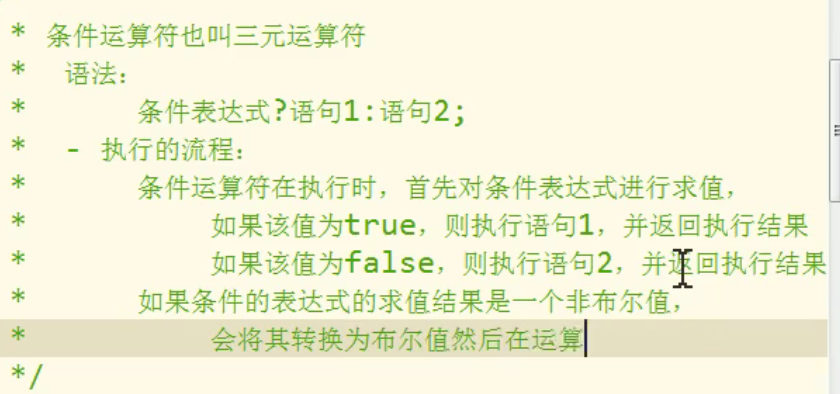 * 条件运算符也叫三元运算符
* 语法：
* 条件表达式?语句1:语句2;
* - 执行的流程：
* 条件运算符在执行时，首先对条件表达式进行求值，
* 如果该值为true，则执行语句1，并返回执行结果
* 如果该值为false，则执行语句2，并返回执行结果
* 如果条件的表达式的求值结果是一个非布尔值，
* 会将其转换为布尔值然后在运算
*/